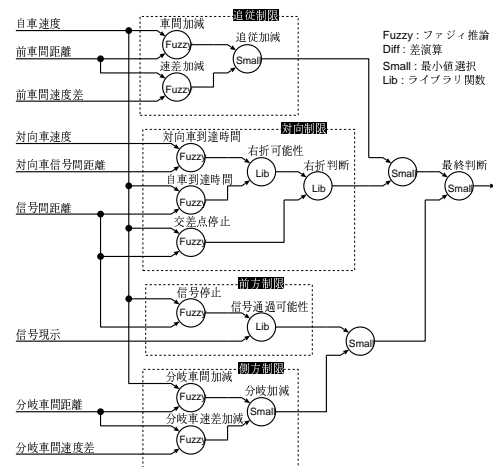 追従制限
自車速度
車間加減
Fuzzy
追従加減
前車間距離
速差加減
Small
Fuzzy
前車間速度差
Fuzzy : ファジィ推論
Diff : 差演算
Small : 最小値選択
Lib : ライブラリ関数
対向制限
対向車速度
対向車到達時間
Fuzzy
右折可能性
対向車信号間距離
Lib
右折判断
自車到達時間
Lib
Fuzzy
信号間距離
交差点停止
Fuzzy
Small
最終判断
Small
前方制限
信号停止
Fuzzy
信号通過可能性
信号現示
Lib
Small
側方制限
分岐車間加減
Fuzzy
分岐加減
分岐車間距離
Small
分岐車速差加減
Fuzzy
分岐車間速度差